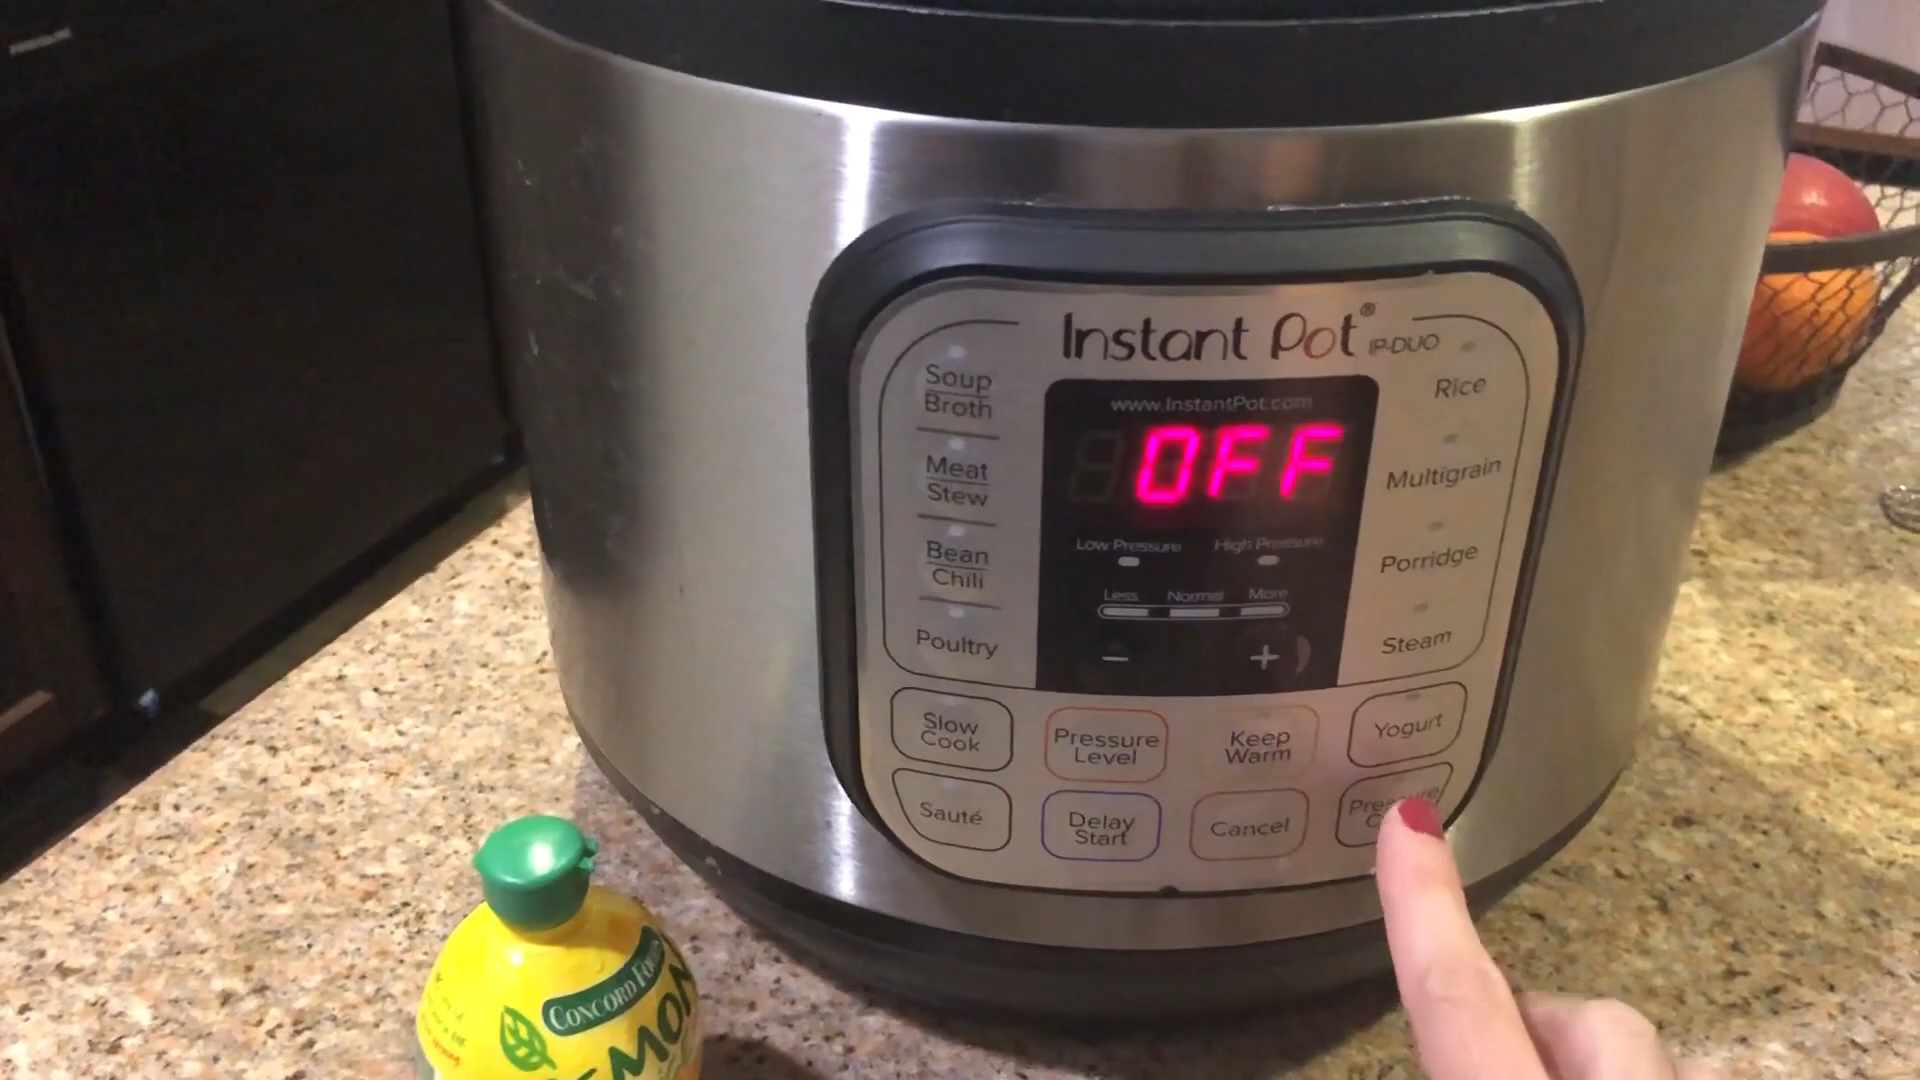 Instant Pot®
IP-DUO
www.InstantPot.com
OFF
Low Pressure
High Pressure
Less
Normal
More
−
+
Soup
Broth
Meat
Stew
Bean
Chili
Poultry
Rice
Multigrain
Porridge
Steam
Slow
Cook
Pressure
Level
Keep
Warm
Yogurt
Sauté
Delay
Start
Cancel
Pressure
CONCORD